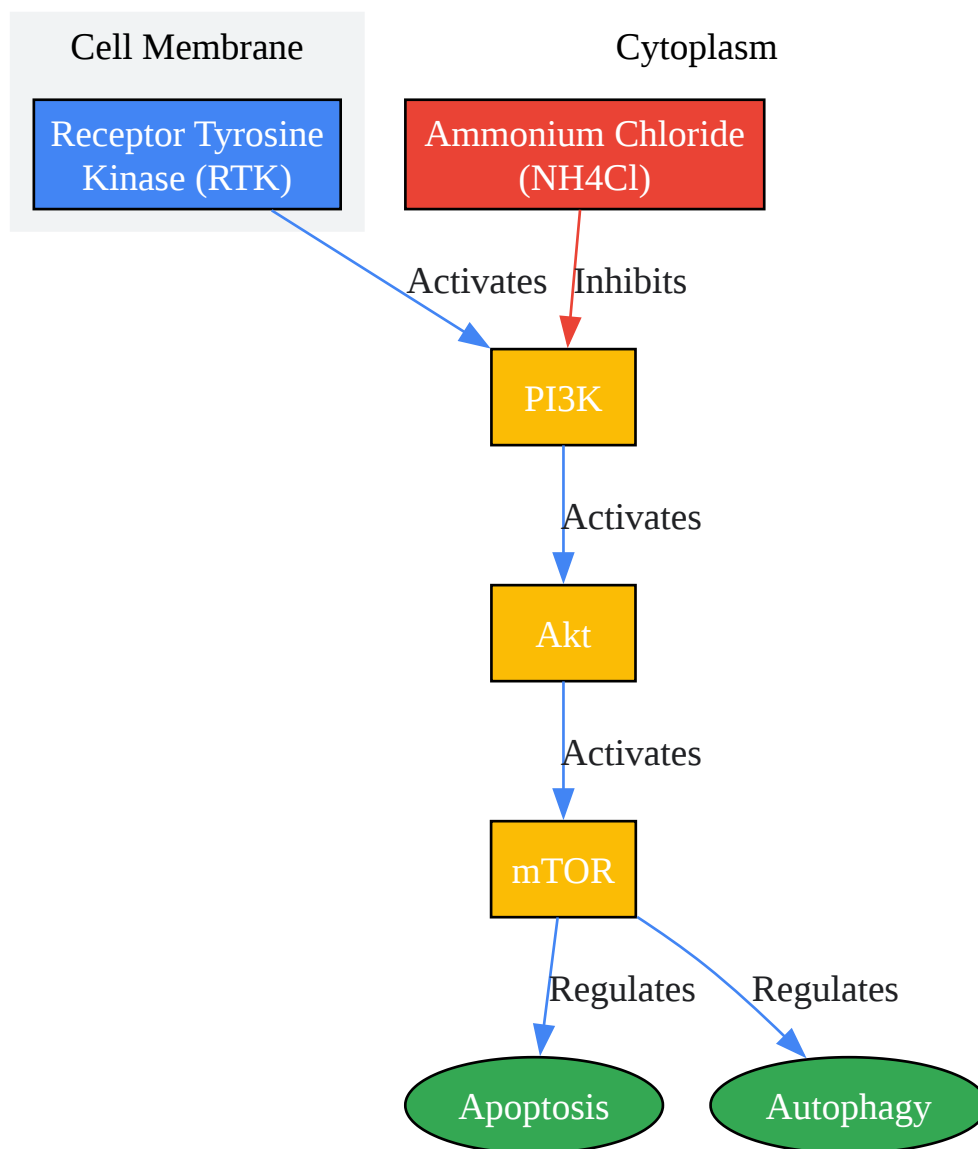 Cell Membrane
Cytoplasm
Receptor Tyrosine
Kinase (RTK)
Ammonium Chloride
(NH4Cl)
Activates
Inhibits
PI3K
Activates
Akt
Activates
mTOR
Regulates
Regulates
Apoptosis
Autophagy